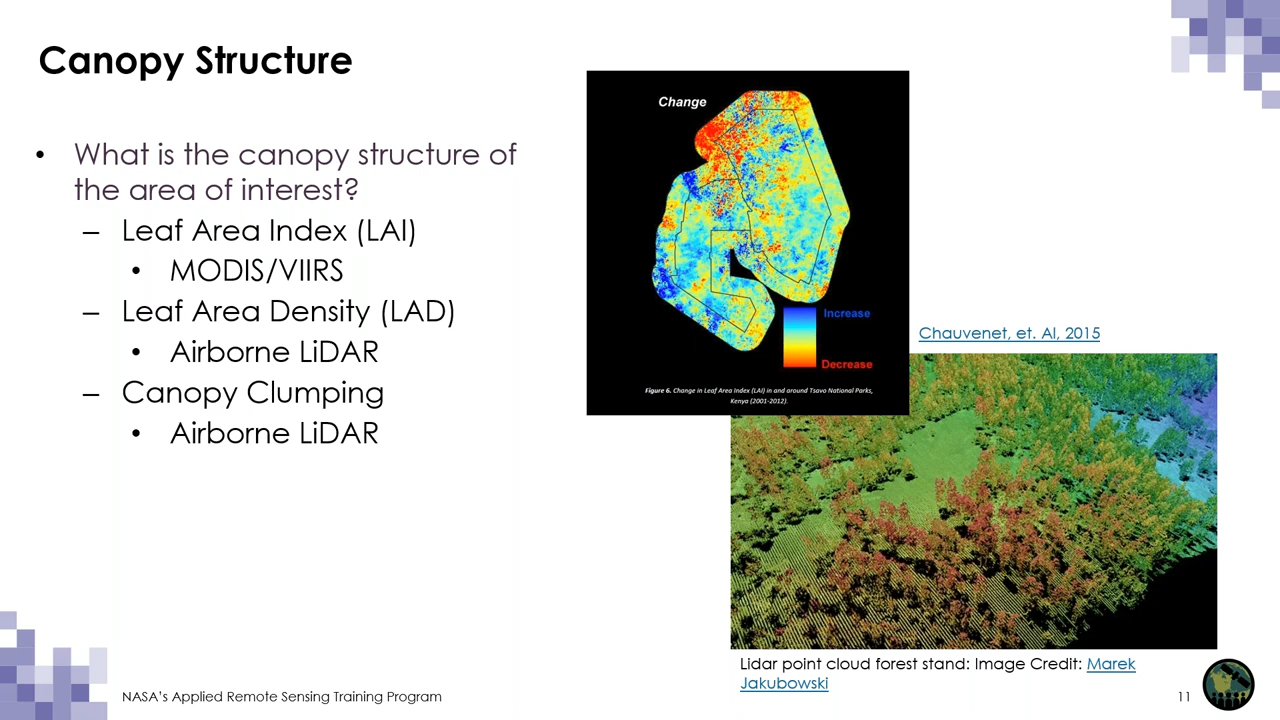 Canopy Structure
• What is the canopy structure of
the area of interest?
– Leaf Area Index (LAI)
• MODIS/VIIRS
– Leaf Area Density (LAD)
• Airborne LiDAR
– Canopy Clumping
• Airborne LiDAR
Change
Increase
Decrease
Figure 6. Change in Leaf Area Index (LAI) in and around Tsavo National Parks,
Kenya (2001-2012).
Chauvenet, et. Al, 2015
Lidar point cloud forest stand: Image Credit: Marek
Jakubowski
NASA's Applied Remote Sensing Training Program
11